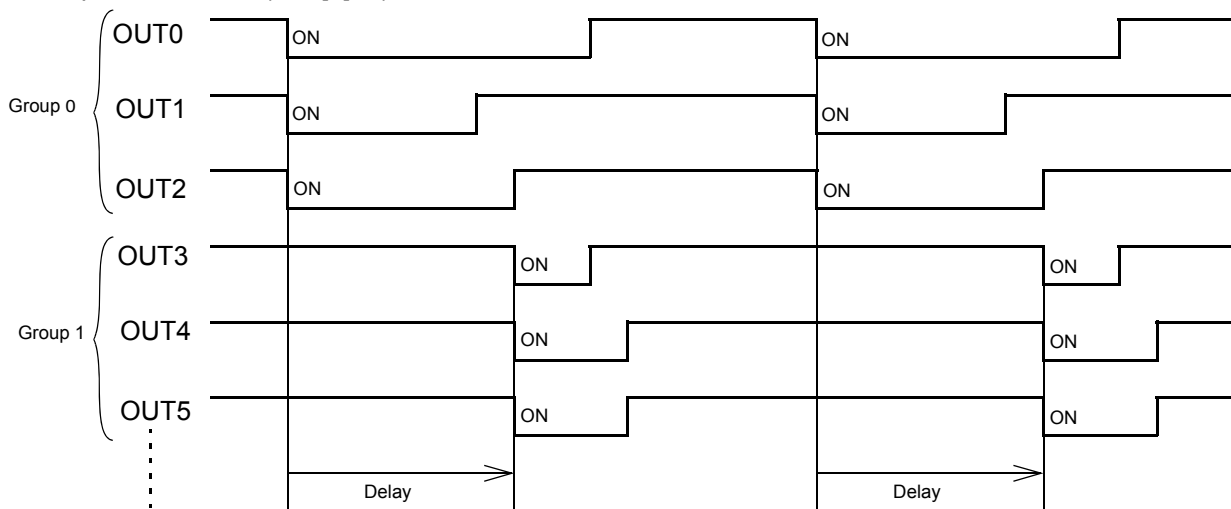 OUT0 ON ON
Group 0 OUT1 ON ON
OUT2 ON ON
OUT3 ON ON
Group 1 OUT4 ON ON
OUT5 ON ON
Delay Delay